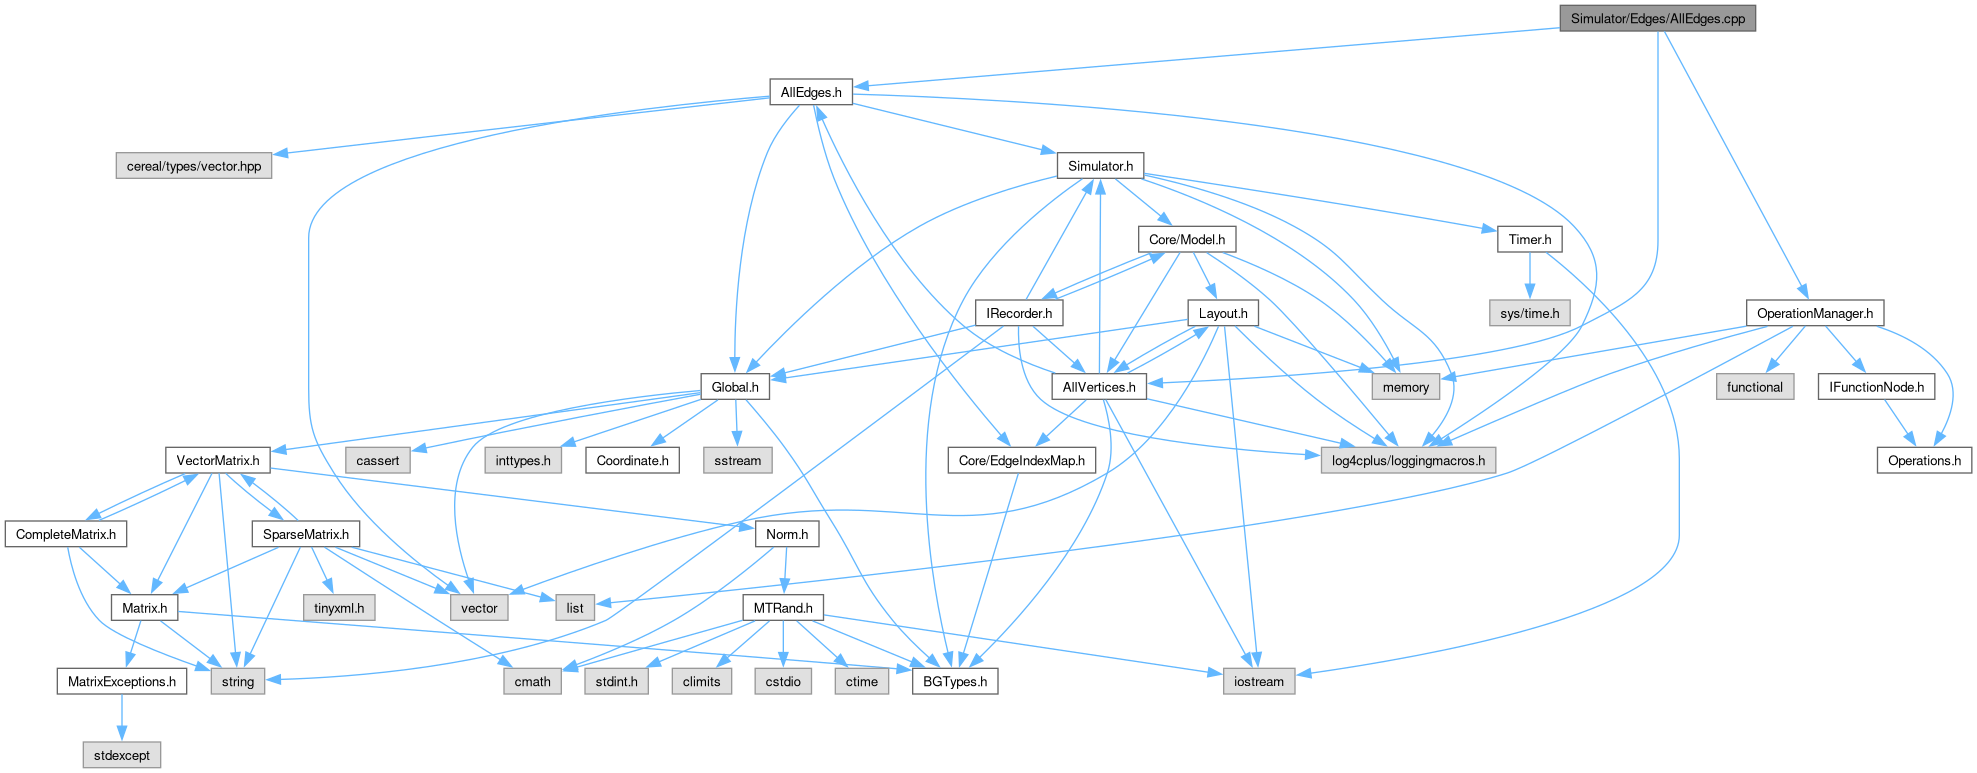 Simulator/Edges/AllEdges.cpp
AllEdges.h
cereal/types/vector.hpp
Simulator.h
Core/Model.h
Timer.h
IRecorder.h
Layout.h
sys/time.h
OperationManager.h
Global.h
AllVertices.h
memory
functional
IFunctionNode.h
VectorMatrix.h
cassert
inttypes.h
Coordinate.h
sstream
Core/EdgeIndexMap.h
log4cplus/loggingmacros.h
Operations.h
CompleteMatrix.h
SparseMatrix.h
Norm.h
Matrix.h
tinyxml.h
vector
list
MTRand.h
MatrixExceptions.h
string
cmath
stdint.h
climits
cstdio
ctime
BGTypes.h
iostream
stdexcept